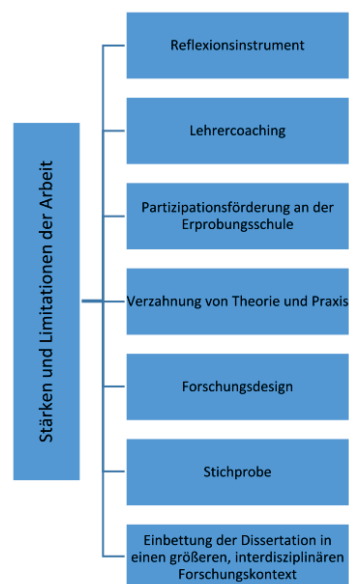 Stärken und Limitationen der Arbeit
Reflexionsinstrument
Lehrercoaching
Partizipationsförderung an der
Erprobungsschule
Verzahnung von Theorie und Praxis
Forschungsdesign
Stichprobe
Einbettung der Dissertation in
einen größeren, interdisziplinären
Forschungskontext